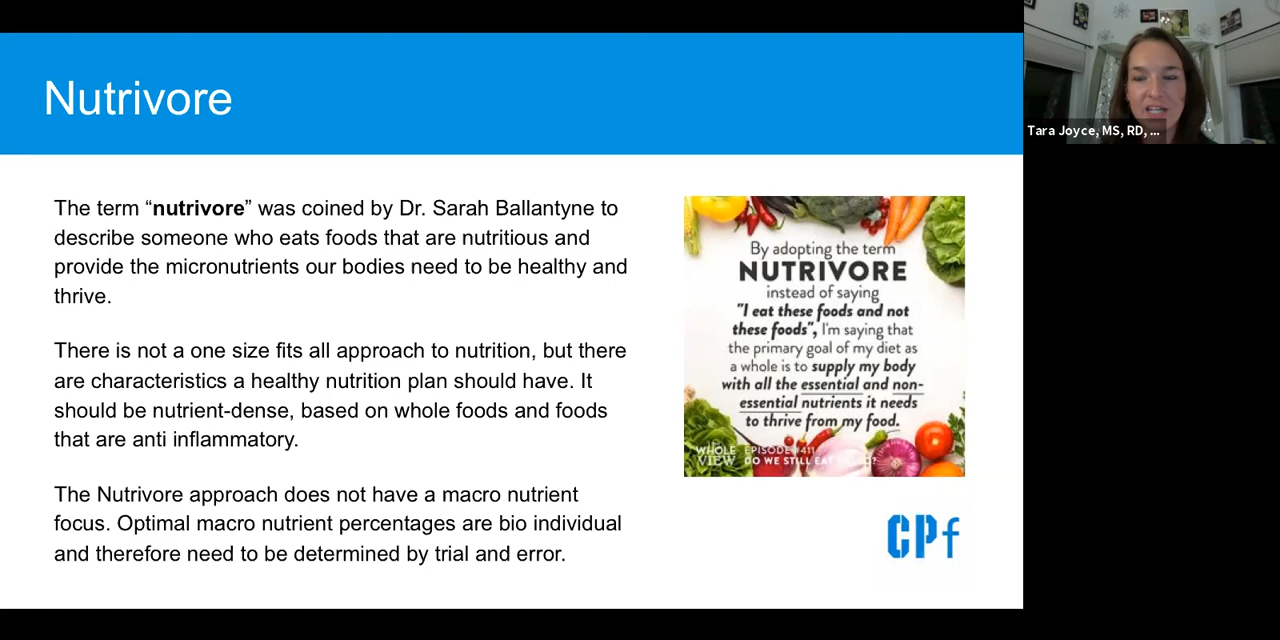 Nutrivore
The term “nutrivore” was coined by Dr. Sarah Ballantyne to
describe someone who eats foods that are nutritious and
provide the micronutrients our bodies need to be healthy and
thrive.
There is not a one size fits all approach to nutrition, but there
are characteristics a healthy nutrition plan should have. It
should be nutrient-dense, based on whole foods and foods
that are anti inflammatory.
The Nutrivore approach does not have a macro nutrient
focus. Optimal macro nutrient percentages are bio individual
and therefore need to be determined by trial and error.
By adopting the term
NUTRIVORE
instead of saying
"I eat these foods and not
these foods", I'm saying that
the primary goal of my diet as
a whole is to supply my body
with all the essential and non-
essential nutrients it needs
to thrive from my food.
WHOLE
VIEW
EPISODE #411
DO WE STILL EAT
CPf
Tara Joyce, MS, RD, ...